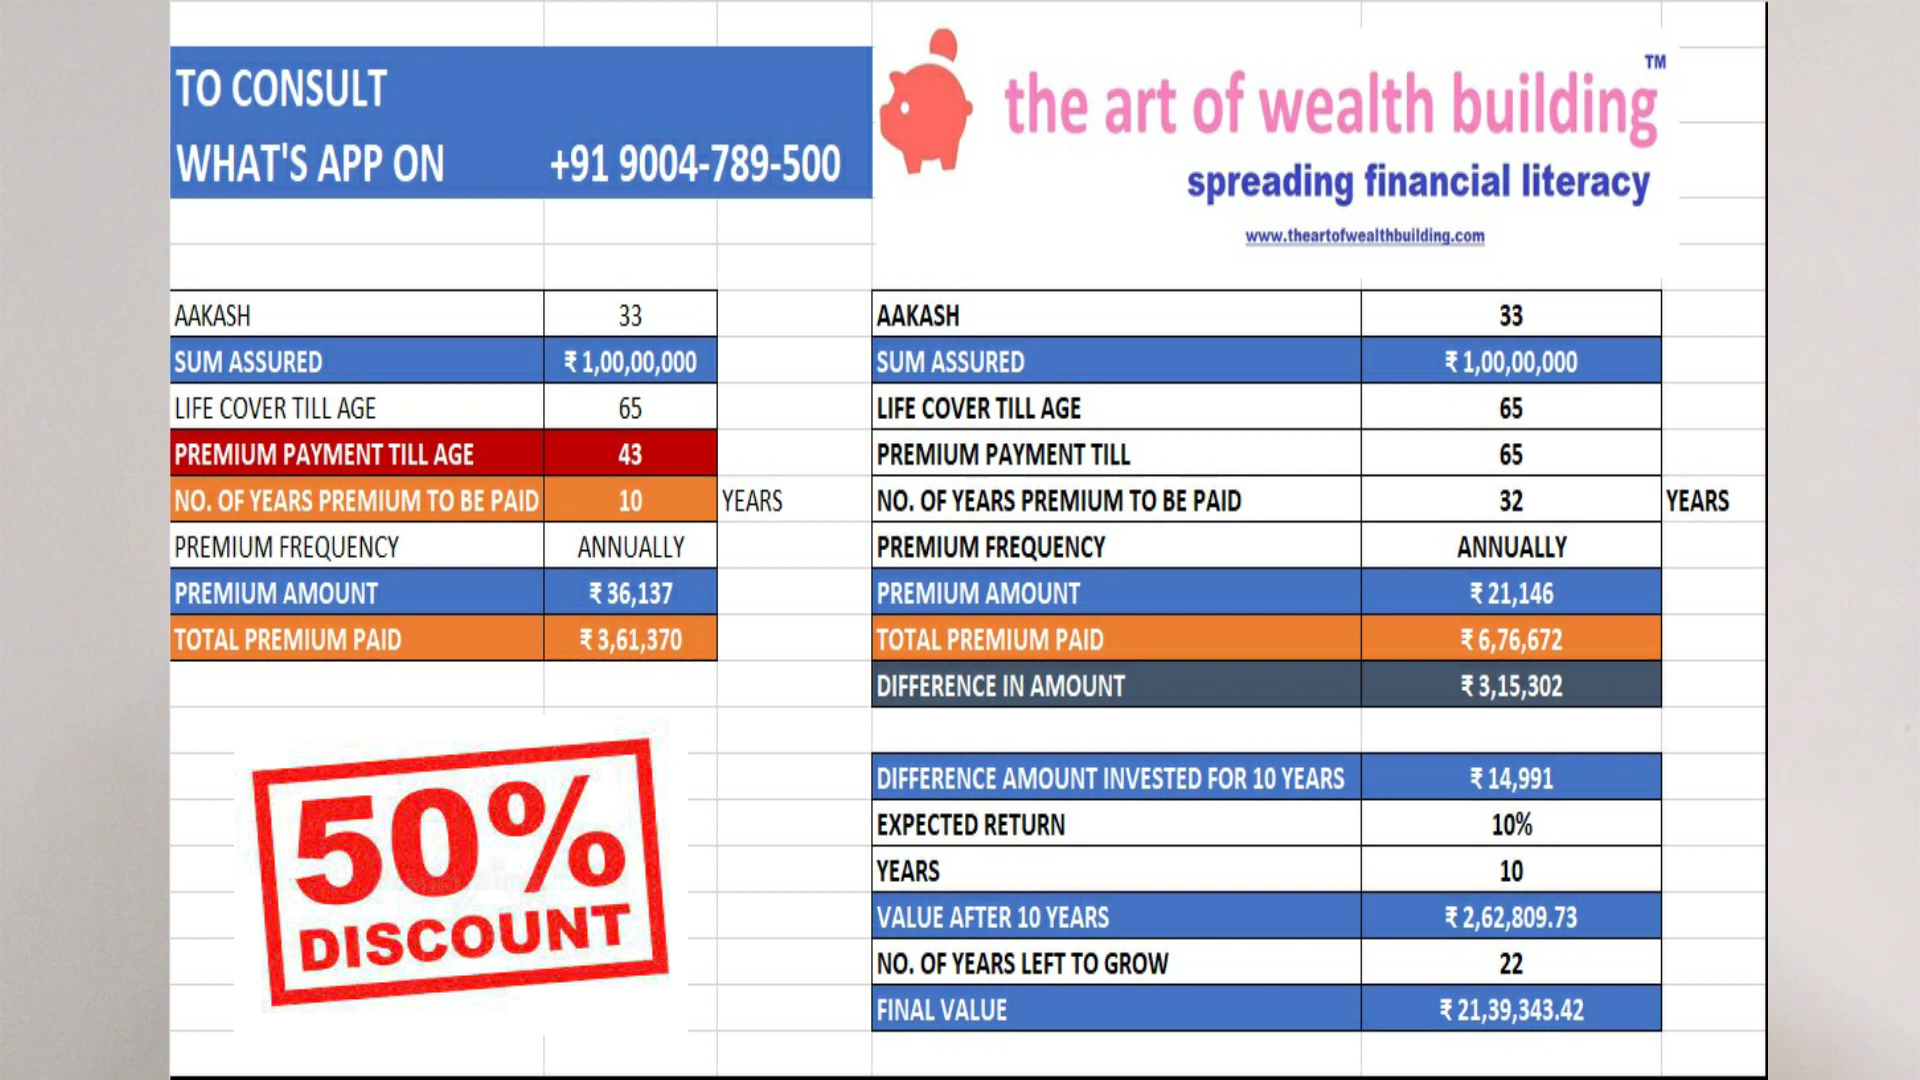 TO CONSULT
WHAT'S APP ON +91 9004-789-500
the art of wealth building TM
spreading financial literacy
www.theartofwealthbuilding.com
AAKASH 33
SUM ASSURED ₹ 1,00,00,000
LIFE COVER TILL AGE 65
PREMIUM PAYMENT TILL AGE 43
NO. OF YEARS PREMIUM TO BE PAID 10 YEARS
PREMIUM FREQUENCY ANNUALLY
PREMIUM AMOUNT ₹ 36,137
TOTAL PREMIUM PAID ₹ 3,61,370
50%
DISCOUNT
AAKASH 33
SUM ASSURED ₹ 1,00,00,000
LIFE COVER TILL AGE 65
PREMIUM PAYMENT TILL 65
NO. OF YEARS PREMIUM TO BE PAID 32 YEARS
PREMIUM FREQUENCY ANNUALLY
PREMIUM AMOUNT ₹ 21,146
TOTAL PREMIUM PAID ₹ 6,76,672
DIFFERENCE IN AMOUNT ₹ 3,15,302
DIFFERENCE AMOUNT INVESTED FOR 10 YEARS ₹ 14,991
EXPECTED RETURN 10%
YEARS 10
VALUE AFTER 10 YEARS ₹ 2,62,809.73
NO. OF YEARS LEFT TO GROW 22
FINAL VALUE ₹ 21,39,343.42